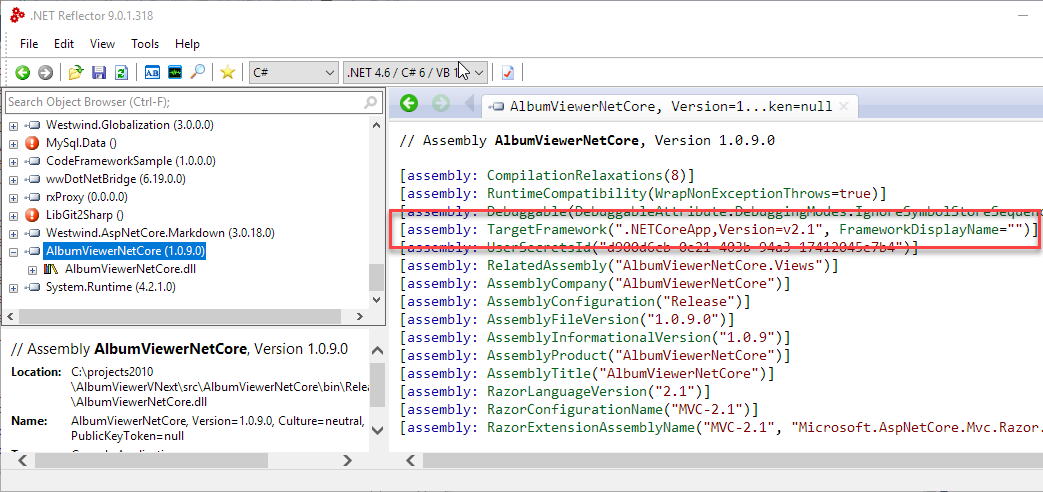 .NET Reflector 9.0.1.318
File Edit View Tools Help
C# .NET 4.6 / C# 6 / VB 1
Search Object Browser (Ctrl-F);
Westwind.Globalization (3.0.0.0)
MySql.Data ()
CodeFrameworkSample (1.0.0.0)
wwDotNetBridge (6.19.0.0)
rxProxy (0.0.0.0)
LibGit2Sharp ()
Westwind.AspNetCore.Markdown (3.0.18.0)
AlbumViewerNetCore (1.0.9.0)
AlbumViewerNetCore.dll
System.Runtime (4.2.1.0)
// Assembly AlbumViewerNetCore, Version 1.0.9.0
Location: C:\projects2010
\AlbumViewerVNext\src\AlbumViewerNetCore\bin\Relea
\AlbumViewerNetCore.dll
Name: AlbumViewerNetCore, Version=1.0.9.0, Culture=neutral,
PublicKeyToken=null
AlbumViewerNetCore, Version=1...ken=null
// Assembly AlbumViewerNetCore, Version 1.0.9.0
[assembly: CompilationRelaxations(8)]
[assembly: RuntimeCompatibility(WrapNonExceptionThrows=true)]
[assembly: Debuggable(DebuggableAttribute.DebuggingModes.IgnoreSymbolStoreSequenc
[assembly: TargetFramework(".NETCoreApp,Version=v2.1", FrameworkDisplayName="")]
[assembly: UserSecretsId(
[assembly: RelatedAssembly("AlbumViewerNetCore.Views")]
[assembly: AssemblyCompany("AlbumViewerNetCore")]
[assembly: AssemblyConfiguration("Release")]
[assembly: AssemblyFileVersion("1.0.9.0")]
[assembly: AssemblyInformationalVersion("1.0.9")]
[assembly: AssemblyProduct("AlbumViewerNetCore")]
[assembly: AssemblyTitle("AlbumViewerNetCore")]
[assembly: RazorLanguageVersion("2.1")]
[assembly: RazorConfigurationName("MVC-2.1")]
[assembly: RazorExtensionAssemblyName("MVC-2.1", "Microsoft.AspNetCore.Mvc.Razor.